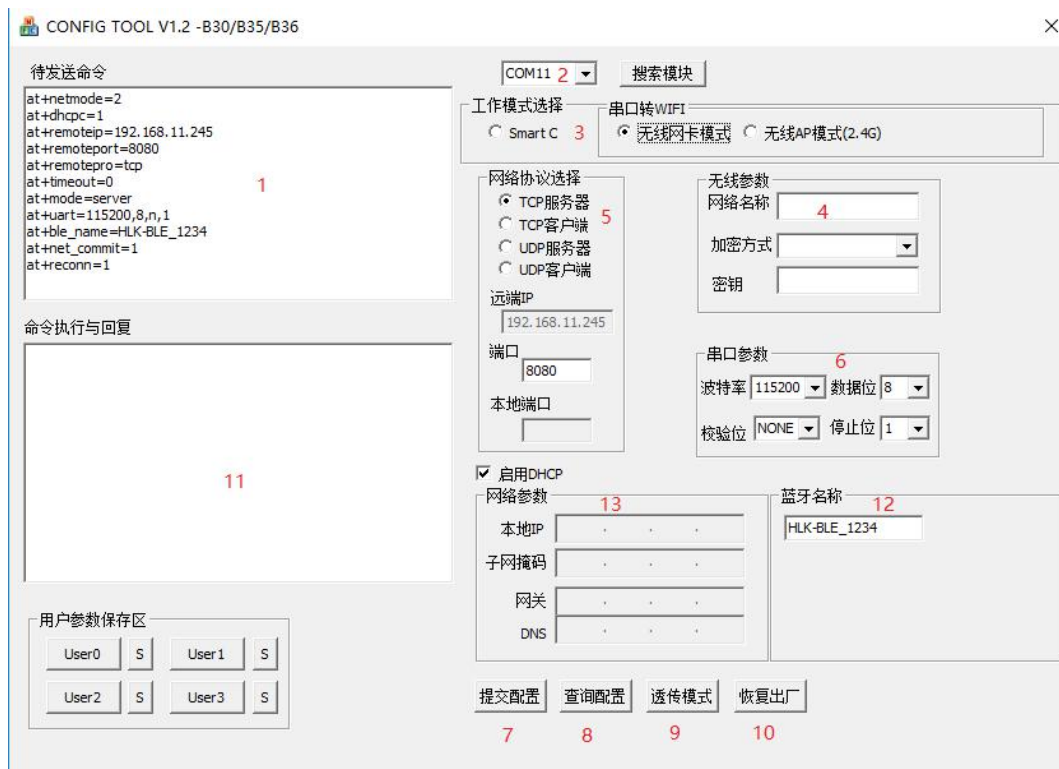 CONFIG TOOL V1.2 -B30/B35/B36
待发送命令
at+netmode=2
at+dhcpc=1
at+remoteip=192.168.11.245
at+remoteport=8080
at+remotepro=tcp
at+timeout=0
at+mode=server
at+uart=115200,8,n,1
at+ble_name=HLK-BLE_1234
at+net_commit=1
at+reconn=1
1
命令执行与回复
11
用户参数保存区
User0 S User1 S
User2 S User3 S
COM11 2 搜索模块
工作模式选择
Smart C 3
串口转WIFI
无线网卡模式 无线AP模式(2.4G)
网络协议选择
TCP服务器
TCP客户端
UDP服务器
UDP客户端
5
远端IP
192.168.11.245
端口
8080
本地端口
无线参数
网络名称 4
加密方式
密钥
串口参数 6
波特率 115200 数据位 8
校验位 NONE 停止位 1
启用DHCP
网络参数 13
本地IP . . .
子网掩码 . . .
网关 . . .
DNS . . .
蓝牙名称 12
HLK-BLE_1234
提交配置 查询配置 透传模式 恢复出厂
7 8 9 10